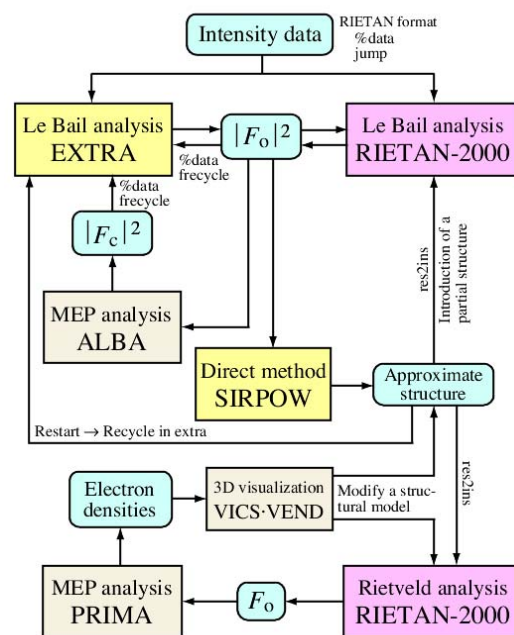 Intensity data
RIETAN format
%data
jump
Le Bail analysis
EXTRA
|Fo|²
Le Bail analysis
RIETAN-2000
%data
frecycle
%data
frecycle
|Fc|²
res2ins
Introduction of a
partial structure
MEP analysis
ALBA
Direct method
SIRPOW
Approximate
structure
Restart → Recycle in extra
res2ins
Electron
densities
3D visualization
VICS·VEND
Modify a struc-
tural model
MEP analysis
PRIMA
Fo
Rietveld analysis
RIETAN-2000